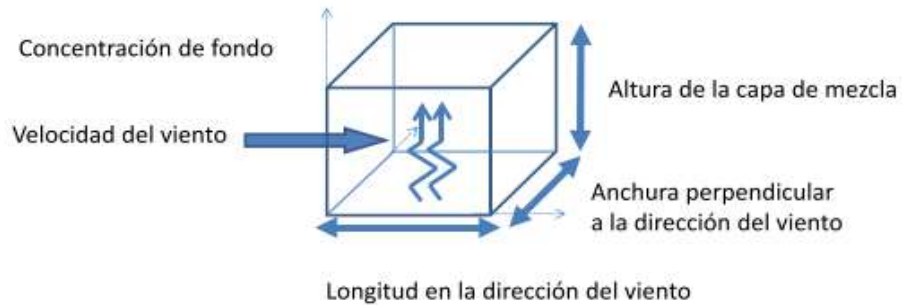 Concentración de fondo
Altura de la capa de mezcla
Velocidad del viento
Anchura perpendicular
a la dirección del viento
Longitud en la dirección del viento